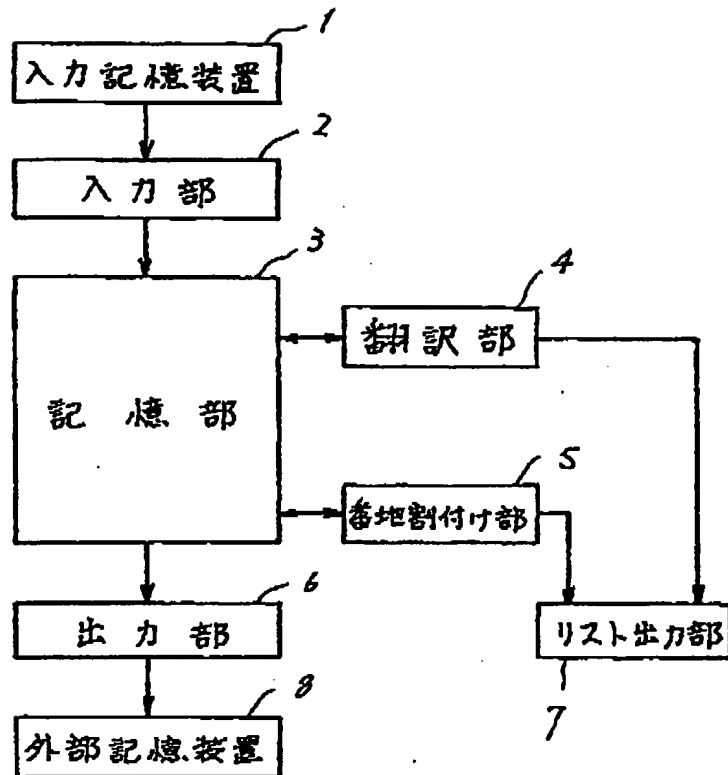 1
入力記憶装置
2
入力部
3
記憶部
4
翻訳部
5
番地割付け部
6
出力部
リスト出力部
7
8
外部記憶装置